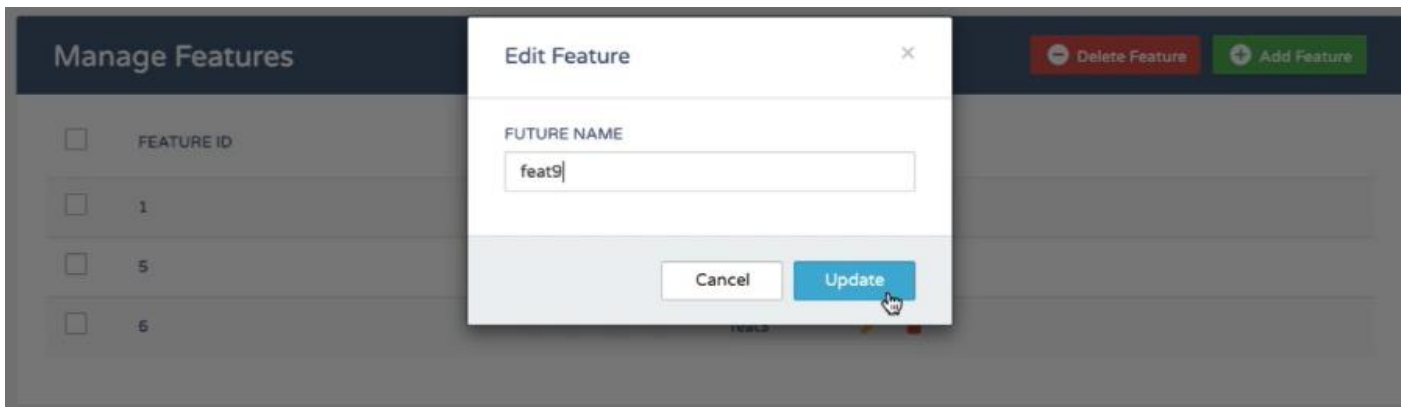 Manage Features
Delete Feature
Add Feature
FEATURE ID
1
5
6
Edit Feature
×
FUTURE NAME
feat9
Cancel
Update